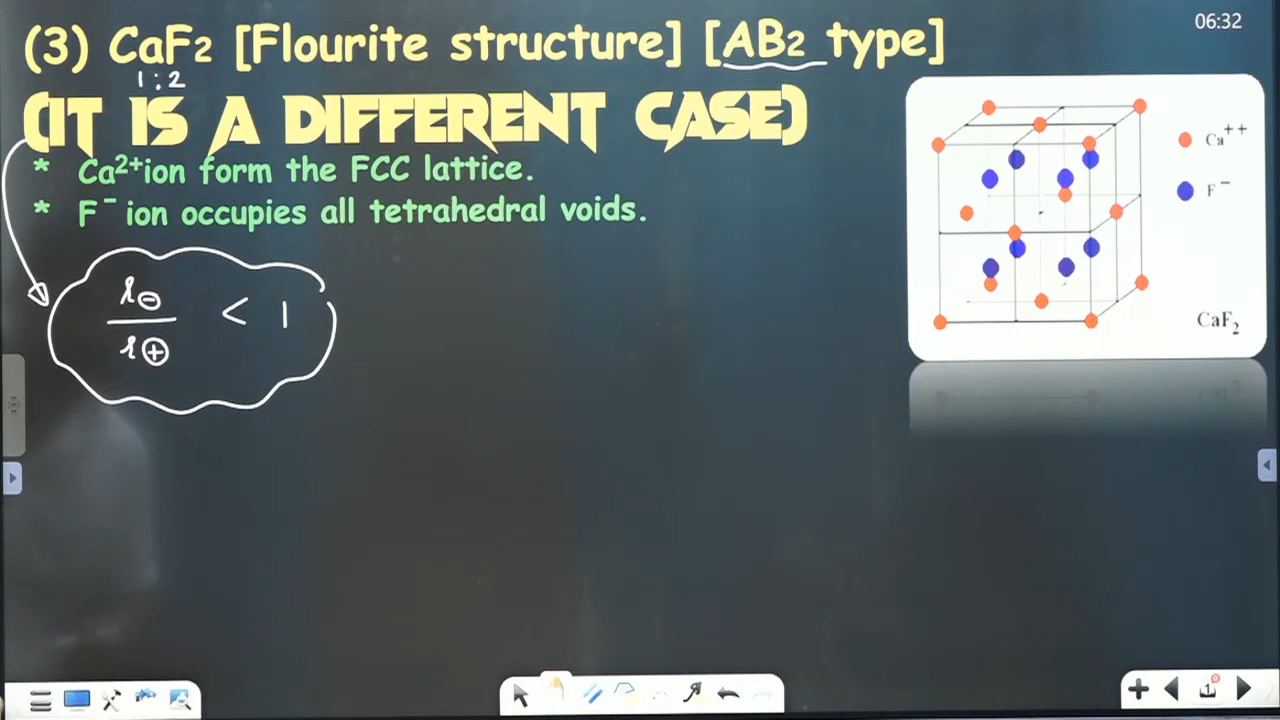 (3) CaF2 [Flourite structure] [AB2 type]
06:32
1:2
(IT IS A DIFFERENT CASE)
* Ca2+ion form the FCC lattice.
* F⁻ ion occupies all tetrahedral voids.
r⊖ / r⊕ < 1
Ca++
F⁻
CaF2
1